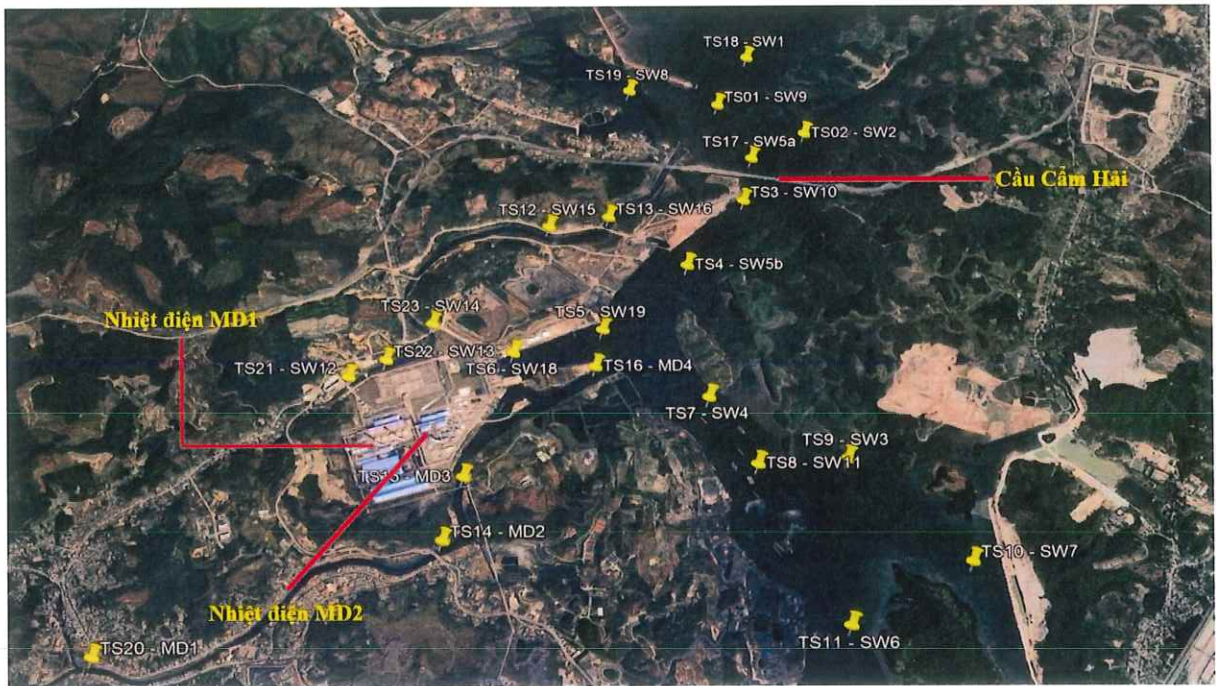 TS18 - SW1
TS19 - SW8
TS01 - SW9
TS02 - SW2
TS17 - SW5a
Cầu Cẩm Hải
TS3 - SW10
TS12 - SW15
TS13 - SW16
TS4 - SW5b
TS23 - SW14
Nhiệt điện MD1
TS5 - SW19
TS22 - SW13
TS21 - SW12
TS6 - SW18
TS16 - MD4
TS7 - SW4
TS9 - SW3
TS8 - SW11
TS15 - MD3
TS14 - MD2
TS10 - SW7
Nhiệt điện MD2
TS11 - SW6
TS20 - MD1